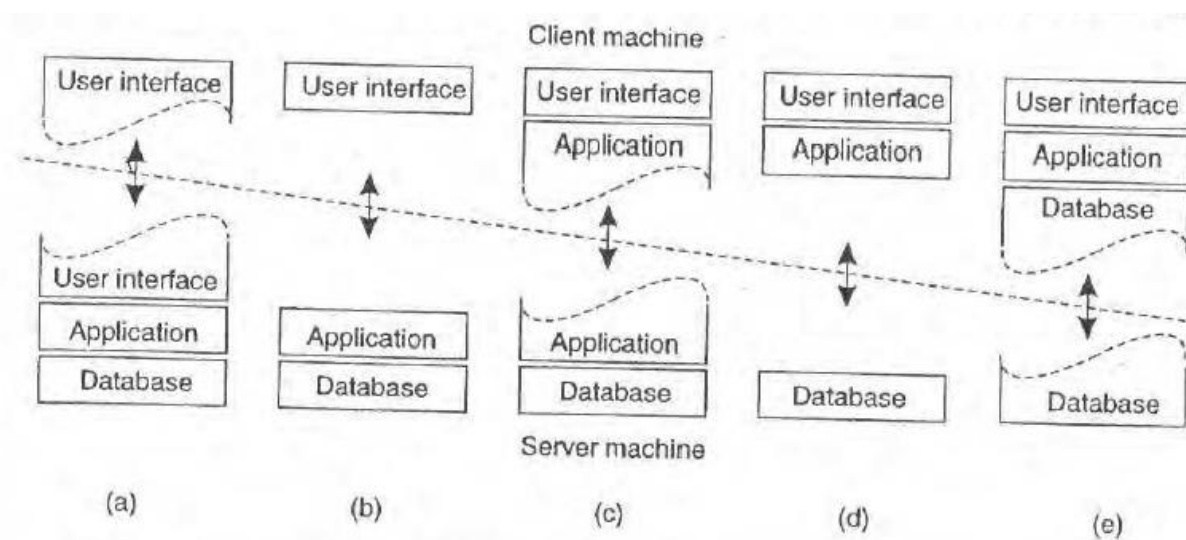 Client machine
User interface
User interface
User interface
User interface
User interface
Application
Application
Application
Database
User interface
Application
Database
Application
Database
Application
Database
Database
Database
Server machine
(a)
(b)
(c)
(d)
(e)